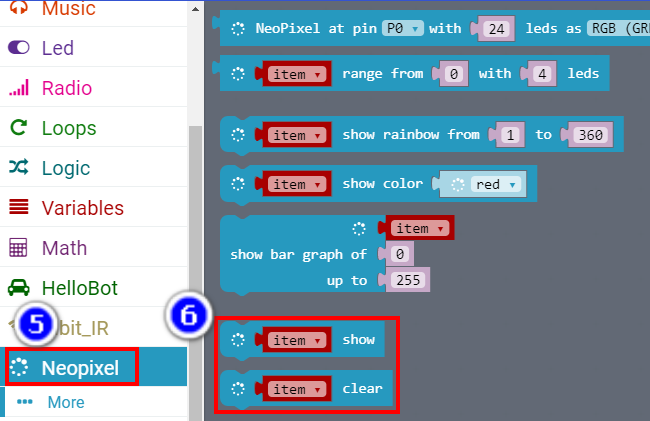 Music
Led
Radio
Loops
Logic
Variables
Math
HelloBot
5
bit_IR
Neopixel
More
NeoPixel at pin P0 with 24 leds as RGB (GR
item range from 0 with 4 leds
item show rainbow from 1 to 360
item show color red
item
show bar graph of 0
up to 255
6
item show
item clear